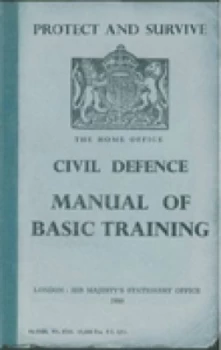 PROTECT AND SURVIVE
THE HOME OFFICE
CIVIL DEFENCE
MANUAL OF
BASIC TRAINING
LONDON: HER MAJESTY'S STATIONERY OFFICE